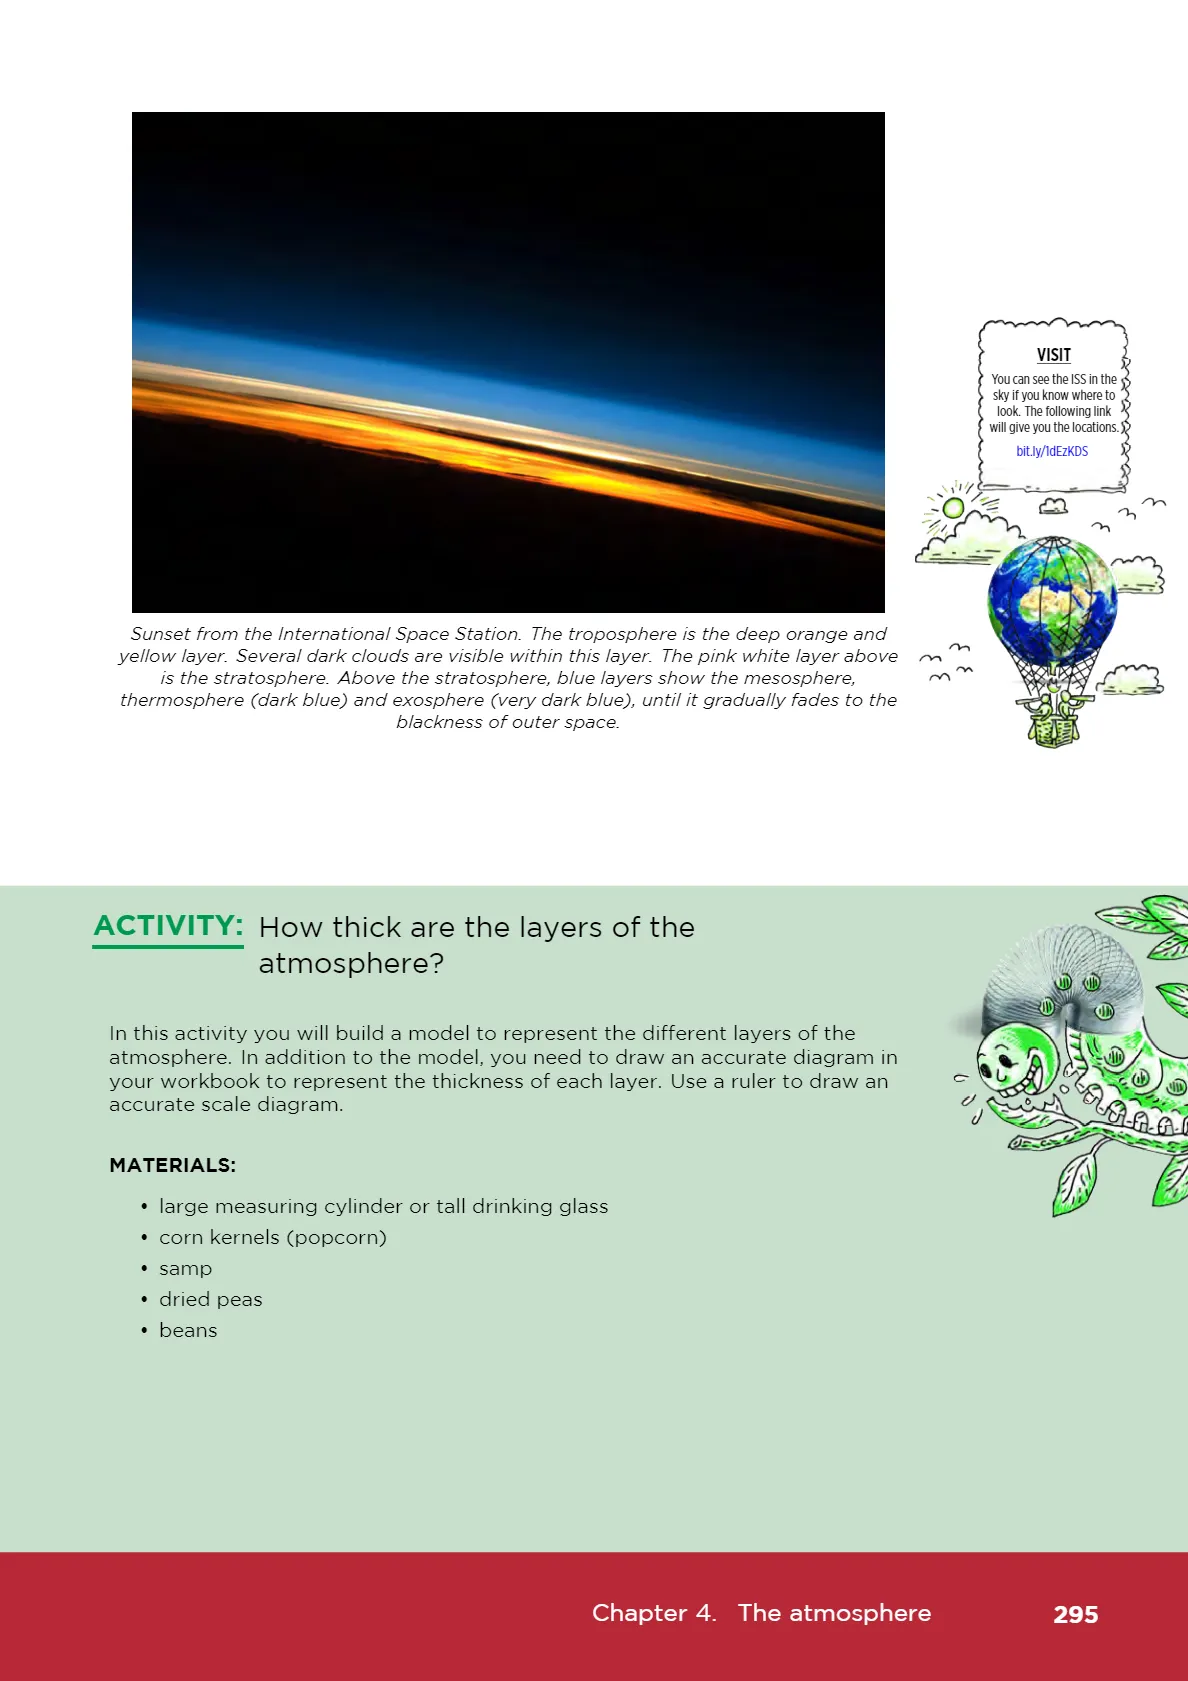 VISIT
You can see the ISS in the
sky if you know where to
look. The following link
will give you the locations.
bit.ly/1dEzKDS
Sunset from the International Space Station. The troposphere is the deep orange and
yellow layer. Several dark clouds are visible within this layer. The pink white layer above
is the stratosphere. Above the stratosphere, blue layers show the mesosphere,
thermosphere (dark blue) and exosphere (very dark blue), until it gradually fades to the
blackness of outer space.
ACTIVITY: How thick are the layers of the
atmosphere?
In this activity you will build a model to represent the different layers of the
atmosphere. In addition to the model, you need to draw an accurate diagram in
your workbook to represent the thickness of each layer. Use a ruler to draw an
accurate scale diagram.
MATERIALS:
• large measuring cylinder or tall drinking glass
• corn kernels (popcorn)
• samp
• dried peas
• beans
Chapter 4. The atmosphere 295